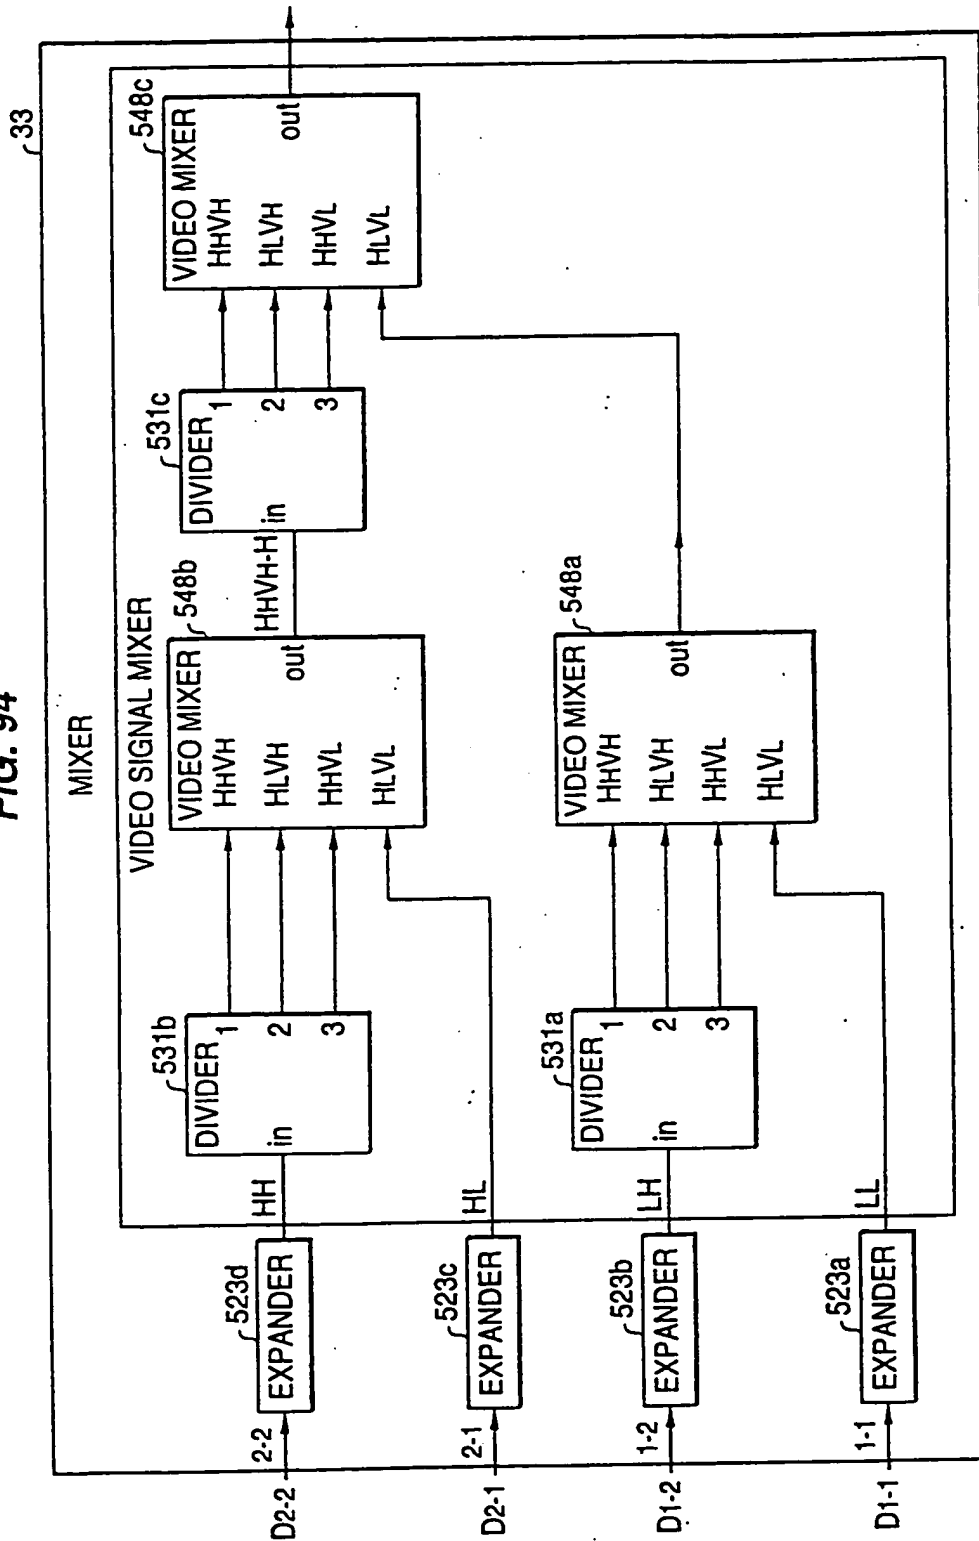 FIG. 94
33
MIXER
VIDEO SIGNAL MIXER
D2-2
2-2
523d
EXPANDER
HH
531b
DIVIDER
in
1
2
3
548b
VIDEO MIXER
HHVH
HLVH
HHVL
HLVL
out
HHVH-H
531c
DIVIDER
in
1
2
3
548c
VIDEO MIXER
HHVH
HLVH
HHVL
HLVL
out
D2-1
2-1
523c
EXPANDER
HL
D1-2
1-2
523b
EXPANDER
LH
531a
DIVIDER
in
1
2
3
548a
VIDEO MIXER
HHVH
HLVH
HHVL
HLVL
out
D1-1
1-1
523a
EXPANDER
LL